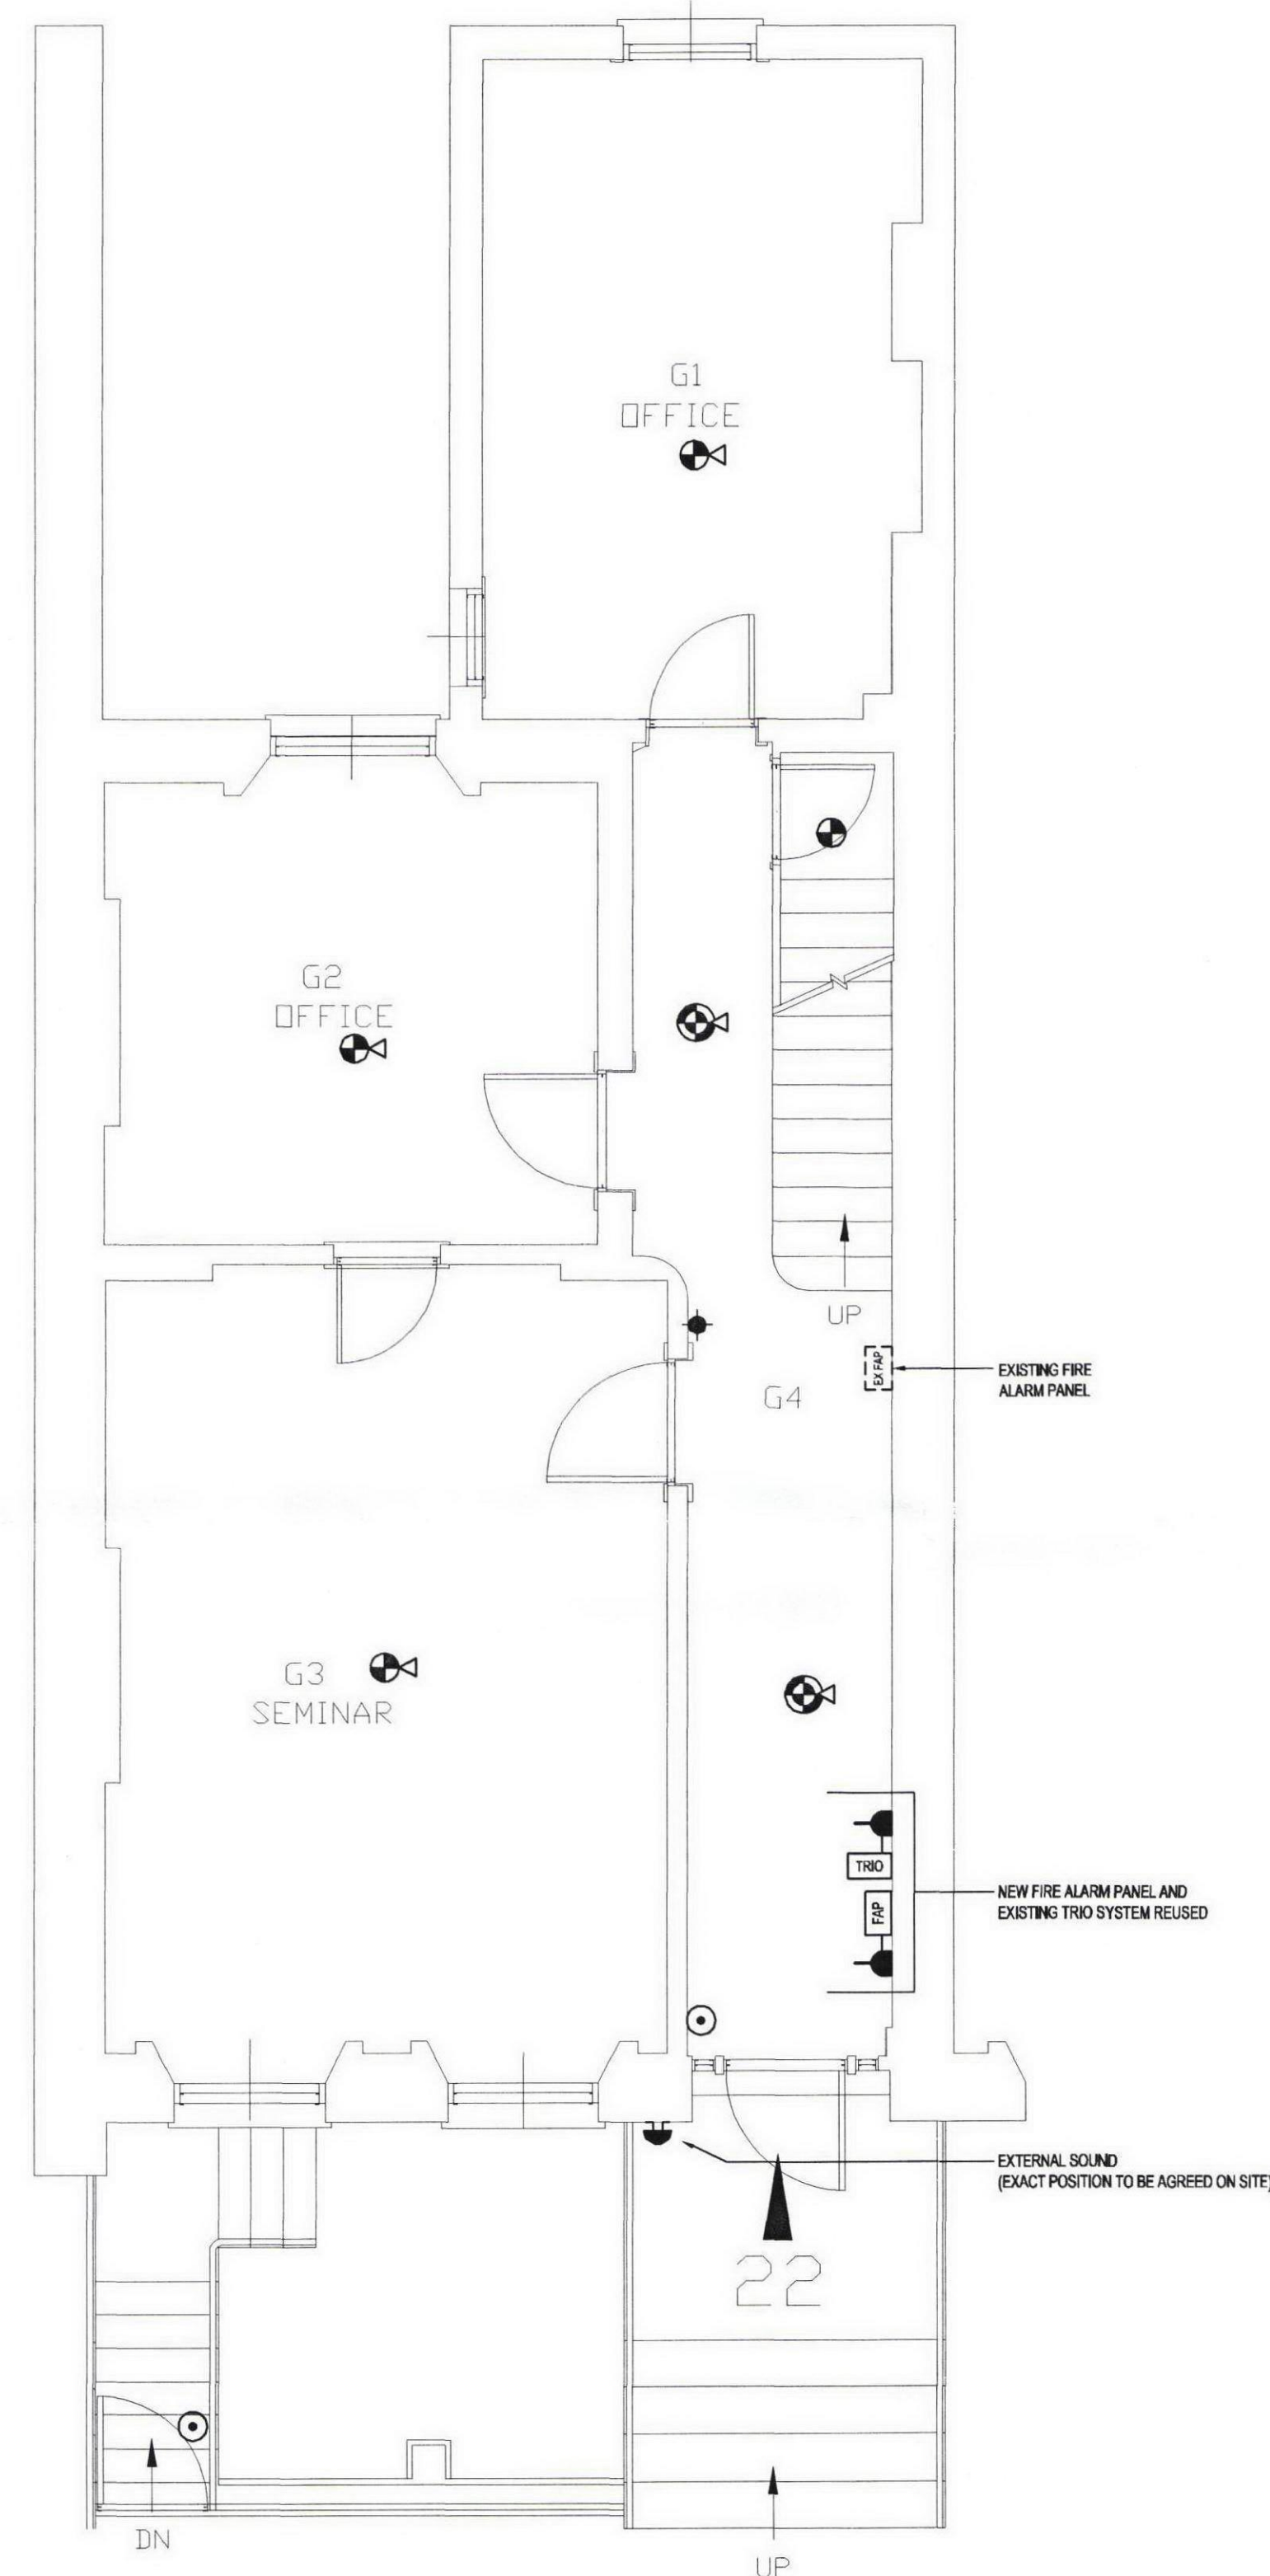 G1
OFFICE
G2
OFFICE
UP
EX FAP
EXISTING FIRE
ALARM PANEL
G4
G3
SEMINAR
TRIO
FAP
NEW FIRE ALARM PANEL AND
EXISTING TRIO SYSTEM REUSED
EXTERNAL SOUND
(EXACT POSITION TO BE AGREED ON SITE)
22
DN
UP